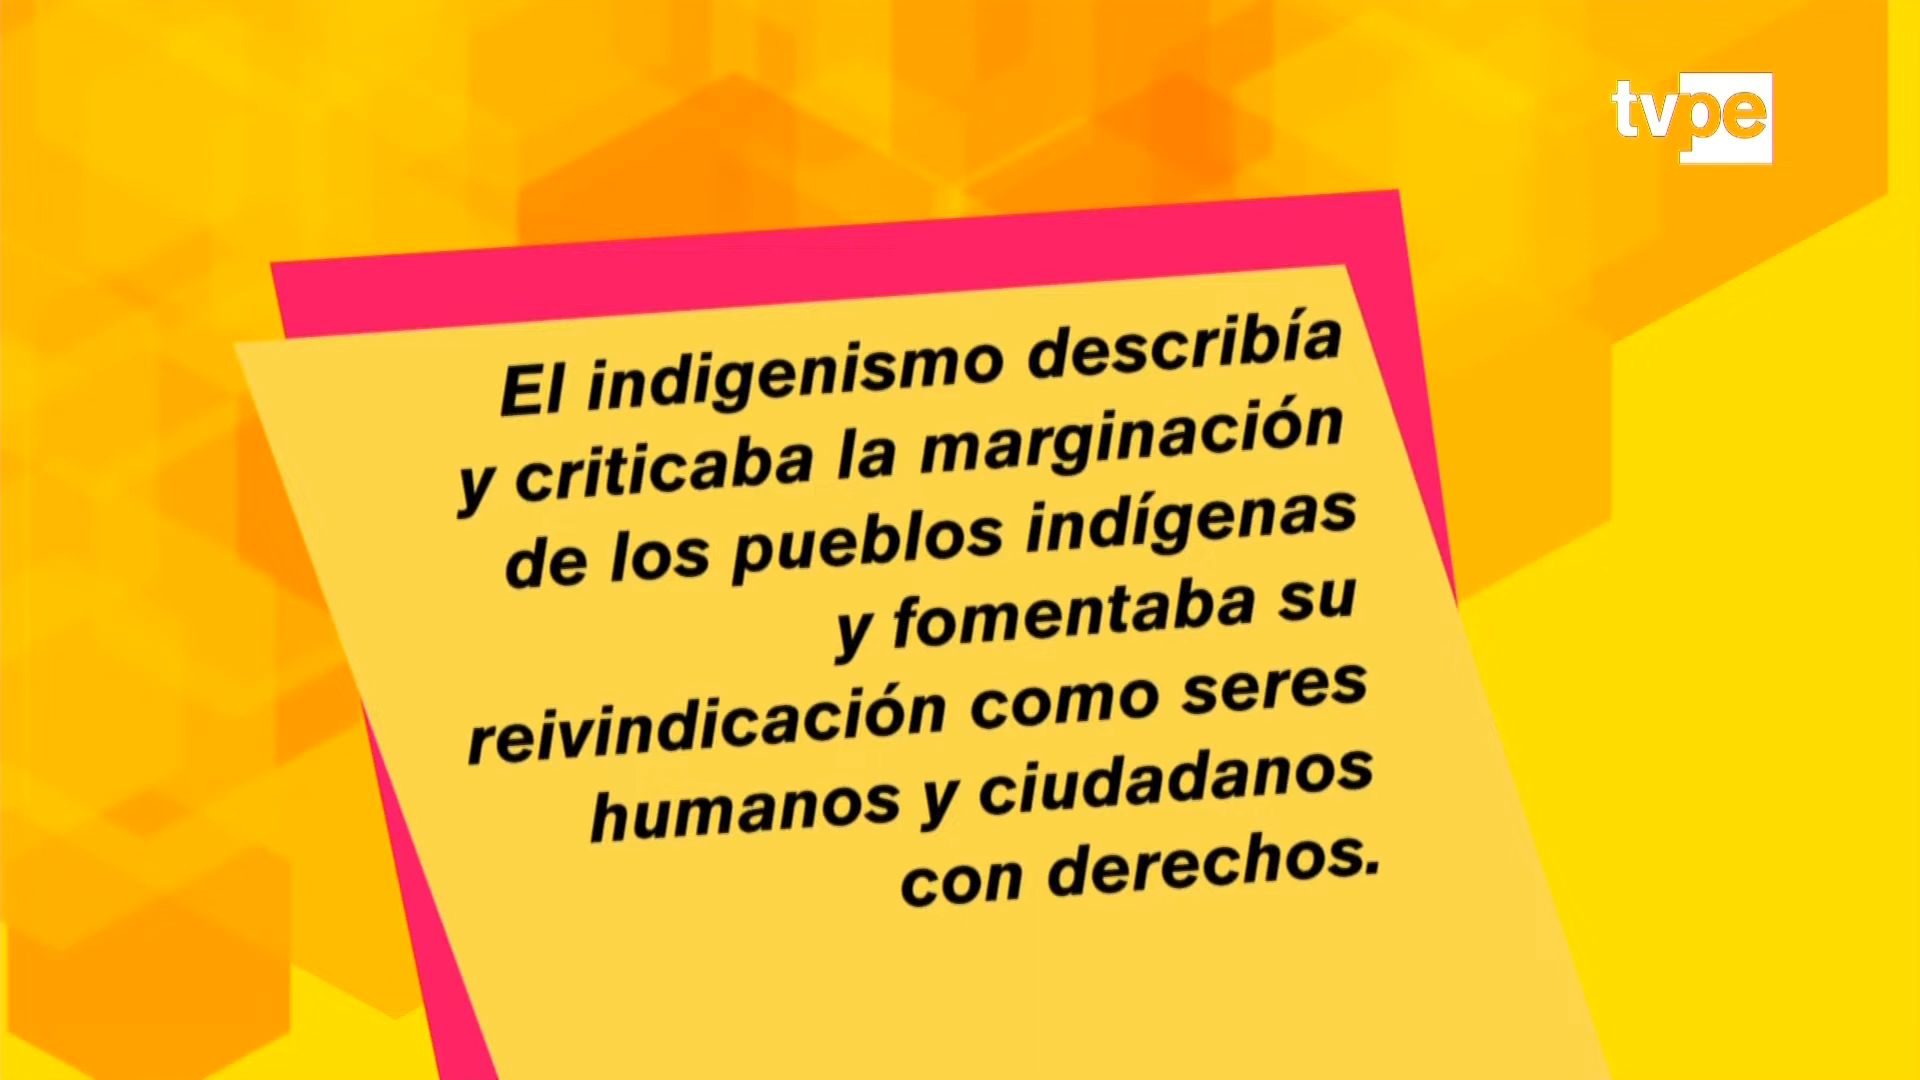 tvpe
El indigenismo describía
y criticaba la marginación
de los pueblos indígenas
y fomentaba su
reivindicación como seres
humanos y ciudadanos
con derechos.